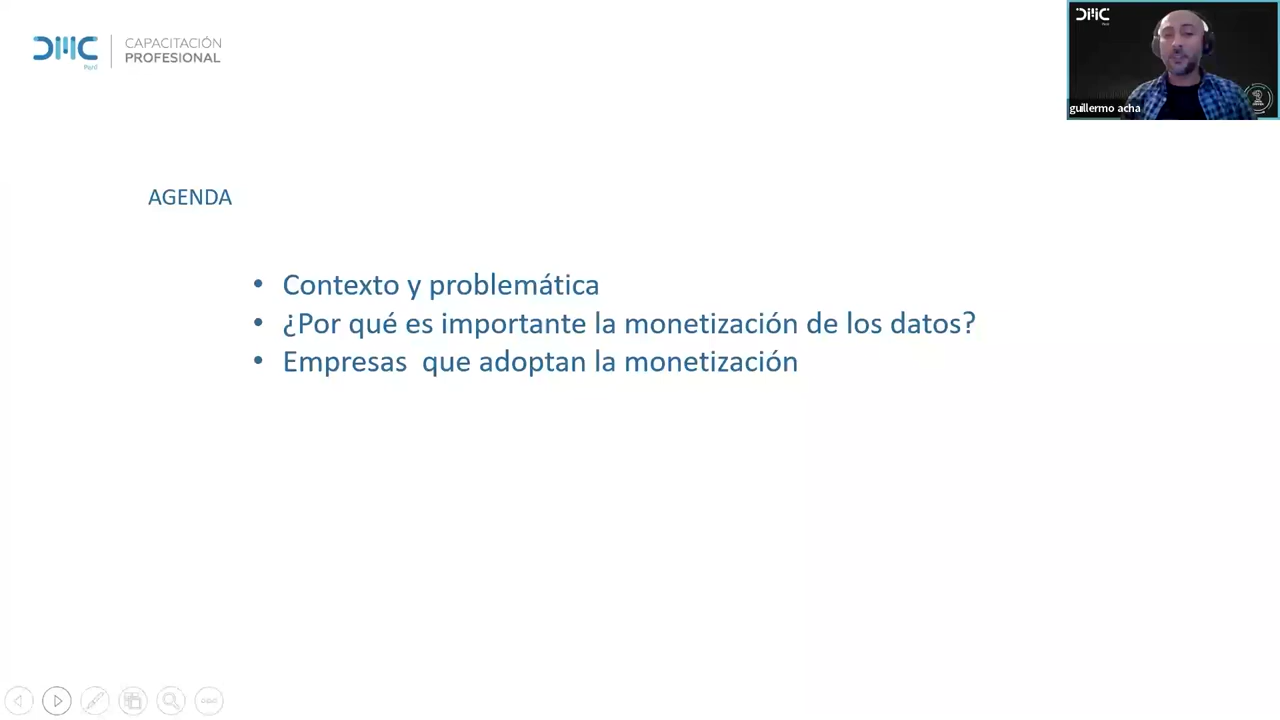 DMC
Perú
CAPACITACIÓN
PROFESIONAL
DMC
Perú
guillermo acha
AGENDA
• Contexto y problemática
• ¿Por qué es importante la monetización de los datos?
• Empresas que adoptan la monetización